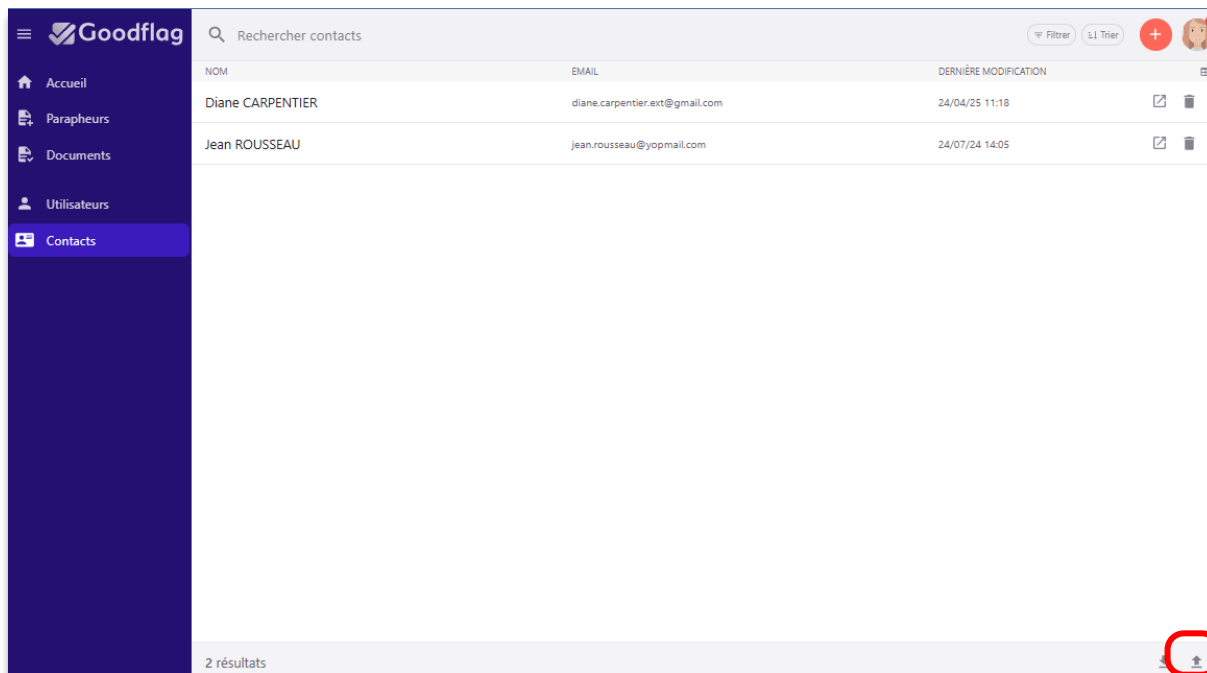 Goodflag
Rechercher contacts
Filtrer
Trier
Accueil
Parapheurs
Documents
Utilisateurs
Contacts
NOM EMAIL DERNIÈRE MODIFICATION
Diane CARPENTIER diane.carpentier.ext@gmail.com 24/04/25 11:18
Jean ROUSSEAU jean.rousseau@yopmail.com 24/07/24 14:05
2 résultats